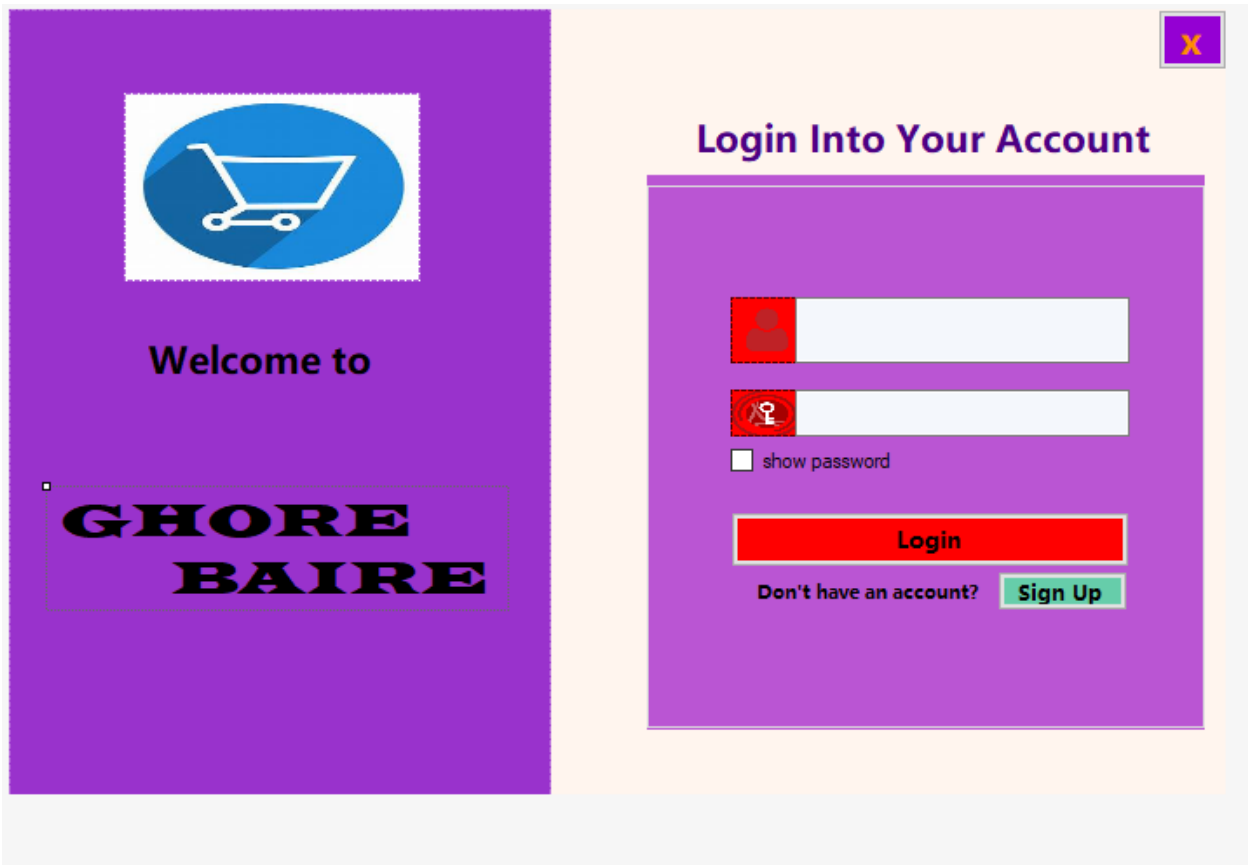 Welcome to
GHORE
BAIRE
x
Login Into Your Account
show password
Login
Don't have an account?
Sign Up